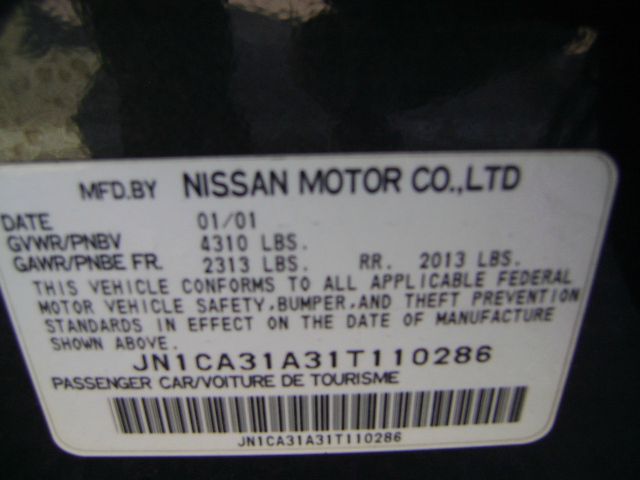 MFD.BY NISSAN MOTOR CO.,LTD
DATE 01/01
GVWR/PNBV 4310 LBS.
GAWR/PNBE FR. 2313 LBS. RR. 2013 LBS.
THIS VEHICLE CONFORMS TO ALL APPLICABLE FEDERAL
MOTOR VEHICLE SAFETY,BUMPER,AND THEFT PREVENTION
STANDARDS IN EFFECT ON THE DATE OF MANUFACTURE
SHOWN ABOVE.
JN1CA31A31T110286
PASSENGER CAR/VOITURE DE TOURISME
JN1CA31A31T110286